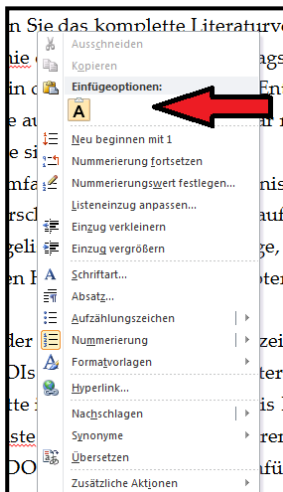 n Sie das komplette Literaturve
Ausschneiden
Kopieren
Einfügeoptionen:
A
Neu beginnen mit 1
Nummerierung fortsetzen
Nummerierungswert festlegen...
Listeneinzug anpassen...
Einzug verkleinern
Einzug vergrößern
Schriftart...
Absatz...
Aufzählungszeichen
Nummerierung
Formatvorlagen
Hyperlink...
Nachschlagen
Synonyme
Übersetzen
Zusätzliche Aktionen